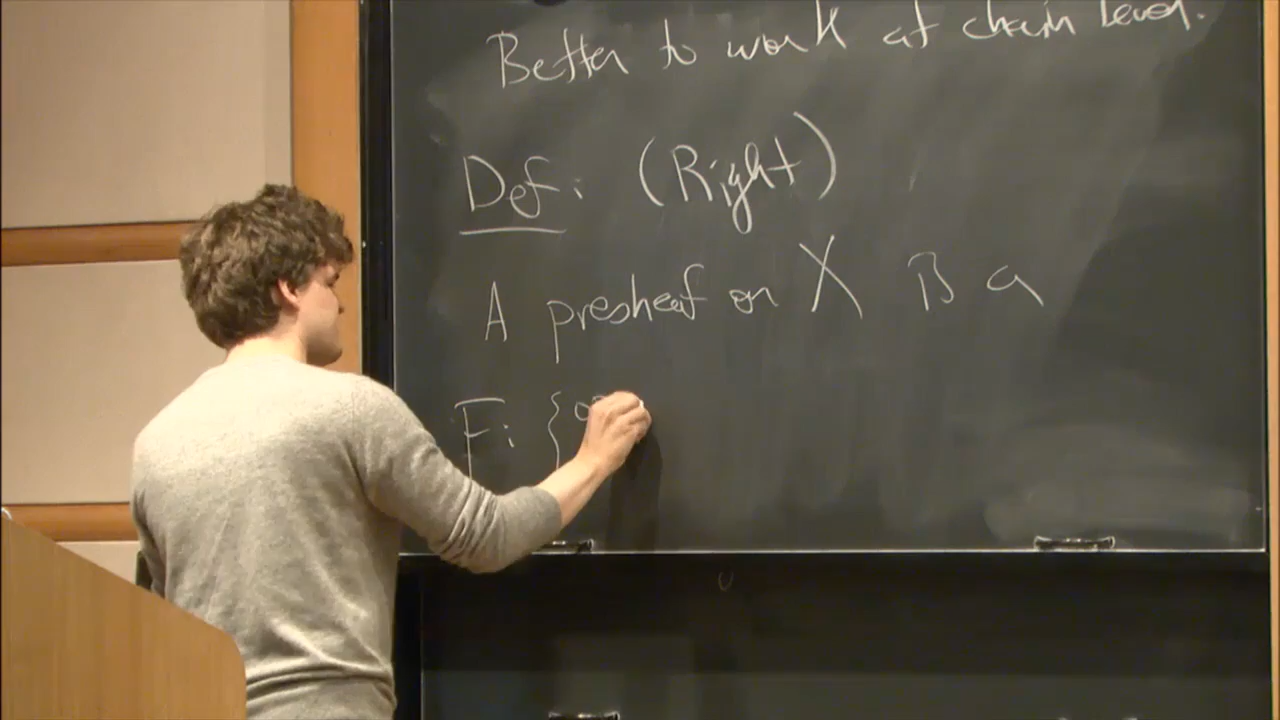 Better to work at chain level.
Def: (Right)
A presheaf on X is a
F: {o